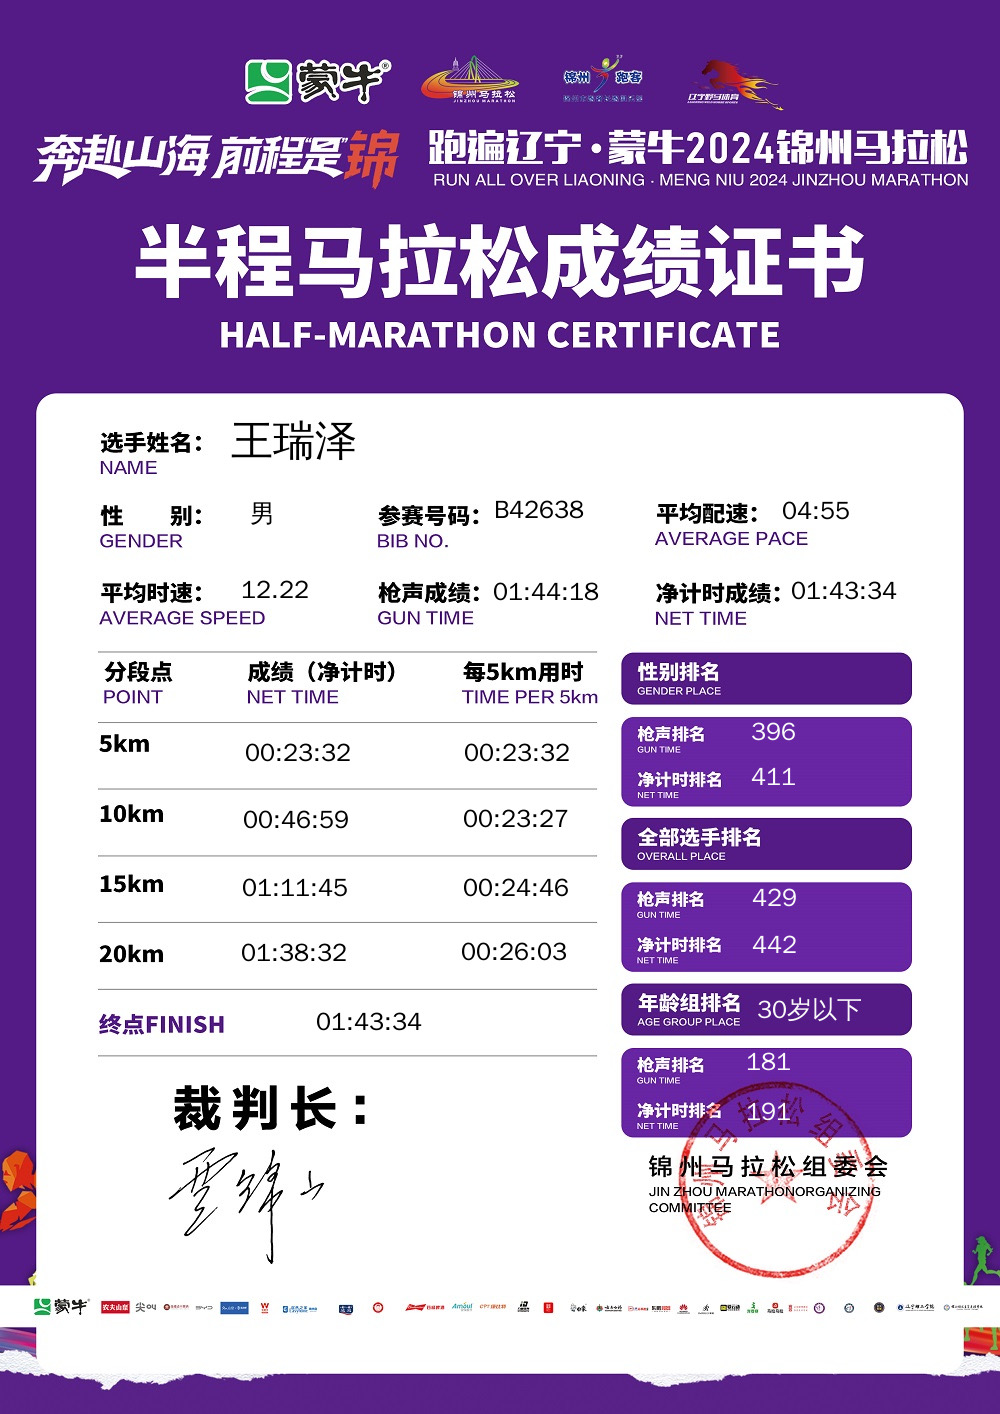 蒙牛®
锦州马拉松
JINZHOU MARATHON
锦州 宽容
辽宁野马体育
奔赴山海 前程是"锦"
跑遍辽宁·蒙牛2024锦州马拉松
RUN ALL OVER LIAONING · MENG NIU 2024 JINZHOU MARATHON
半程马拉松成绩证书
HALF-MARATHON CERTIFICATE
选手姓名： 王瑞泽
NAME
性 别： 男 参赛号码： B42638 平均配速： 04:55
GENDER BIB NO. AVERAGE PACE
平均时速： 12.22 枪声成绩： 01:44:18 净计时成绩： 01:43:34
AVERAGE SPEED GUN TIME NET TIME
分段点 成绩（净计时） 每5km用时
POINT NET TIME TIME PER 5km
5km 00:23:32 00:23:32
10km 00:46:59 00:23:27
15km 01:11:45 00:24:46
20km 01:38:32 00:26:03
终点FINISH 01:43:34
性别排名
GENDER PLACE
枪声排名 396
GUN TIME
净计时排名 411
NET TIME
全部选手排名
OVERALL PLACE
枪声排名 429
GUN TIME
净计时排名 442
NET TIME
年龄组排名 30岁以下
AGE GROUP PLACE
枪声排名 181
GUN TIME
净计时排名 191
NET TIME
裁判长：
锦州马拉松组委会
JIN ZHOU MARATHONORGANIZING
COMMITTEE
锦州马拉松组委会
蒙牛 农夫山泉 尖叫 BYD